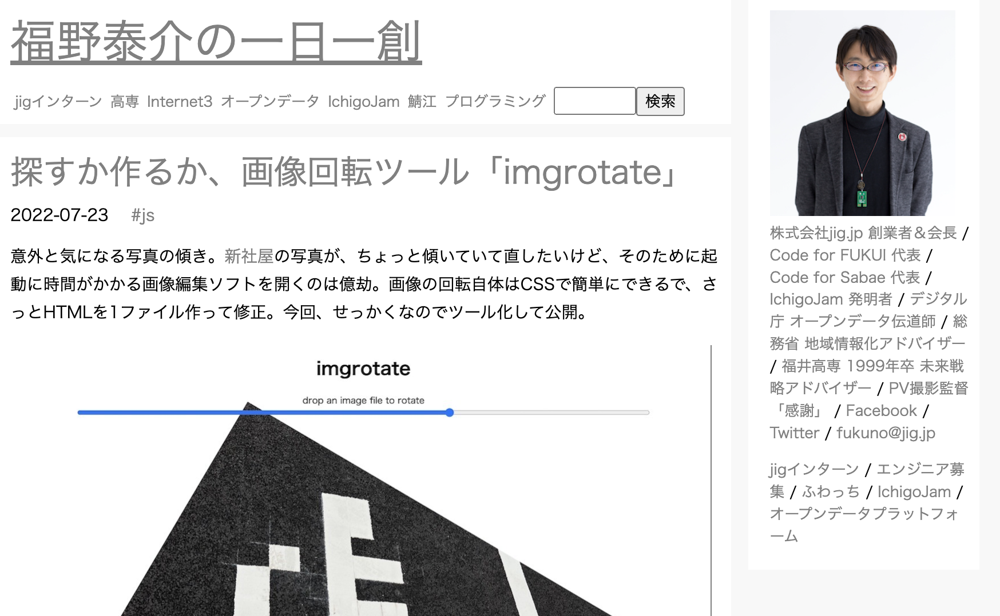 福野泰介の一日一創
jigインターン 高専 Internet3 オープンデータ IchigoJam 鯖江 プログラミング 検索
探すか作るか、画像回転ツール「imgrotate」
2022-07-23 #js
意外と気になる写真の傾き。新社屋の写真が、ちょっと傾いていて直したいけど、そのために起
動に時間がかかる画像編集ソフトを開くのは億劫。画像の回転自体はCSSで簡単にできるで、さ
っとHTMLを1ファイル作って修正。今回、せっかくなのでツール化して公開。
imgrotate
drop an image file to rotate
株式会社jig.jp 創業者＆会長 /
Code for FUKUI 代表 /
Code for Sabae 代表 /
IchigoJam 発明者 / デジタル
庁 オープンデータ伝道師 / 総
務省 地域情報化アドバイザー
/ 福井高専 1999年卒 未来戦
略アドバイザー / PV撮影監督
「感謝」 / Facebook /
Twitter / fukuno@jig.jp
jigインターン / エンジニア募
集 / ふわっち / IchigoJam /
オープンデータプラットフォ
ーム